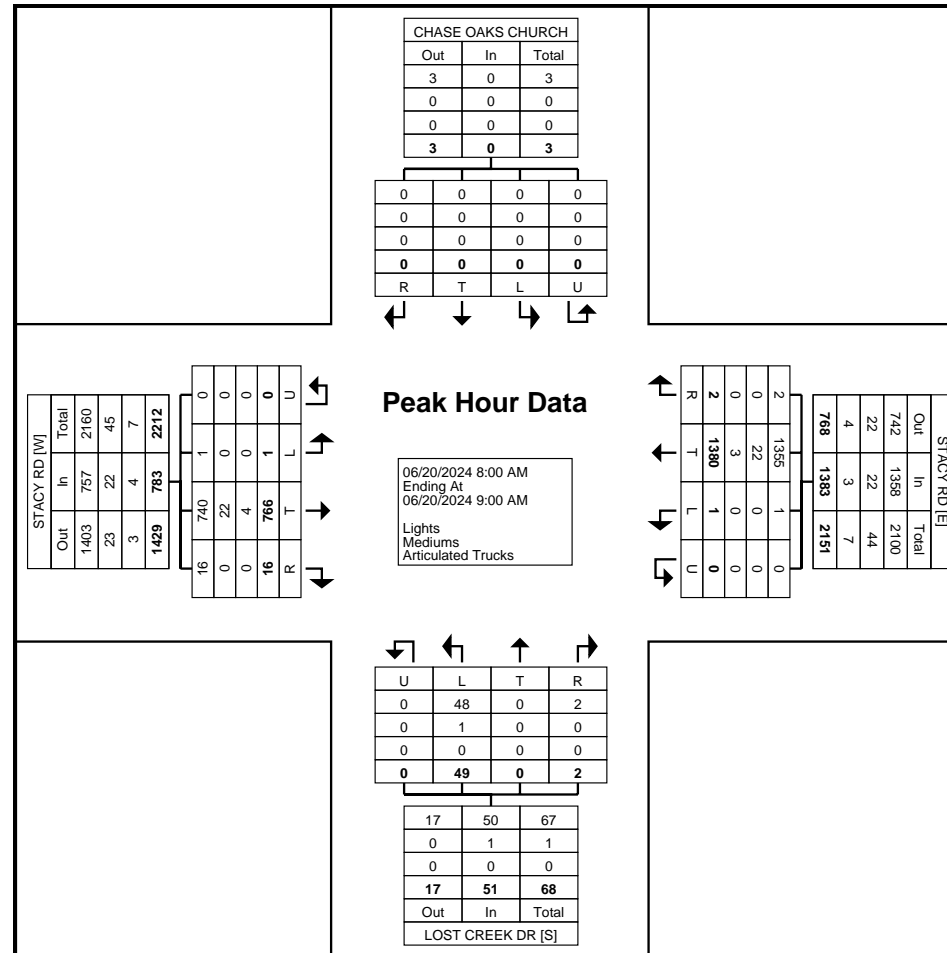 CHASE OAKS CHURCH
Out In Total
3 0 3
0 0 0
0 0 0
3 0 3
0 0 0 0
0 0 0 0
0 0 0 0
0 0 0 0
R T L U
STACY RD [W]
Total 2160 45 7 2212
In 757 22 4 783
Out 1403 23 3 1429
0 0 0 0 U
1 0 0 1 L
740 22 4 766 T
16 0 0 16 R
Peak Hour Data
06/20/2024 8:00 AM
Ending At
06/20/2024 9:00 AM
Lights
Mediums
Articulated Trucks
R 2 0 0 2
T 1380 3 22 1355
L 1 0 0 1
U 0 0 0 0
STACY RD [E]
Out 742 22 4 768
In 1358 22 3 1383
Total 2100 44 7 2151
U L T R
0 48 0 2
0 1 0 0
0 0 0 0
0 49 0 2
17 50 67
0 1 1
0 0 0
17 51 68
Out In Total
LOST CREEK DR [S]